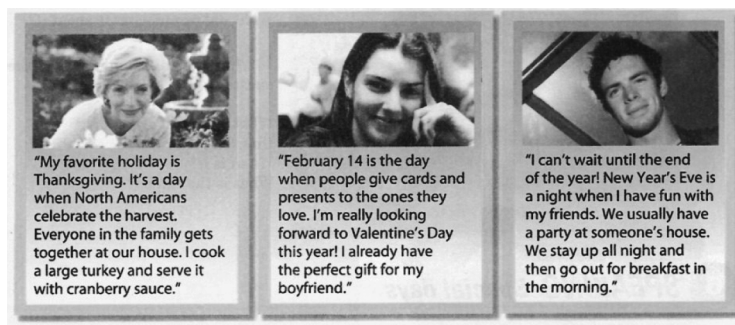 "My favorite holiday is
Thanksgiving. It's a day
when North Americans
celebrate the harvest.
Everyone in the family gets
together at our house. I cook
a large turkey and serve it
with cranberry sauce."
"February 14 is the day
when people give cards and
presents to the ones they
love. I'm really looking
forward to Valentine's Day
this year! I already have
the perfect gift for my
boyfriend."
"I can't wait until the end
of the year! New Year's Eve is
a night when I have fun with
my friends. We usually have
a party at someone's house.
We stay up all night and
then go out for breakfast in
the morning."